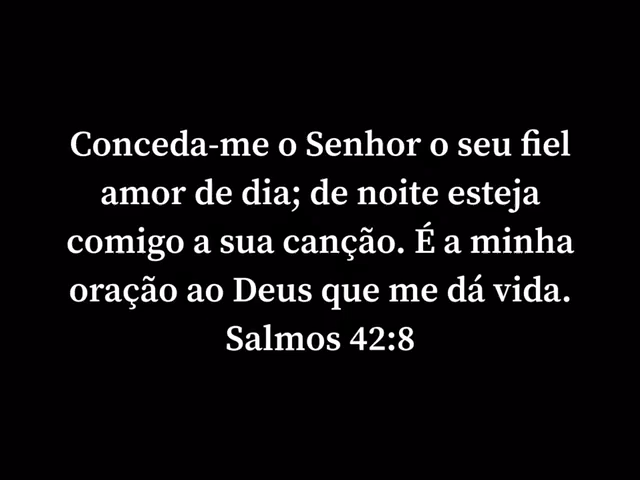 Conceda-me o Senhor o seu fiel
amor de dia; de noite esteja
comigo a sua canção. É a minha
oração ao Deus que me dá vida.
Salmos 42:8